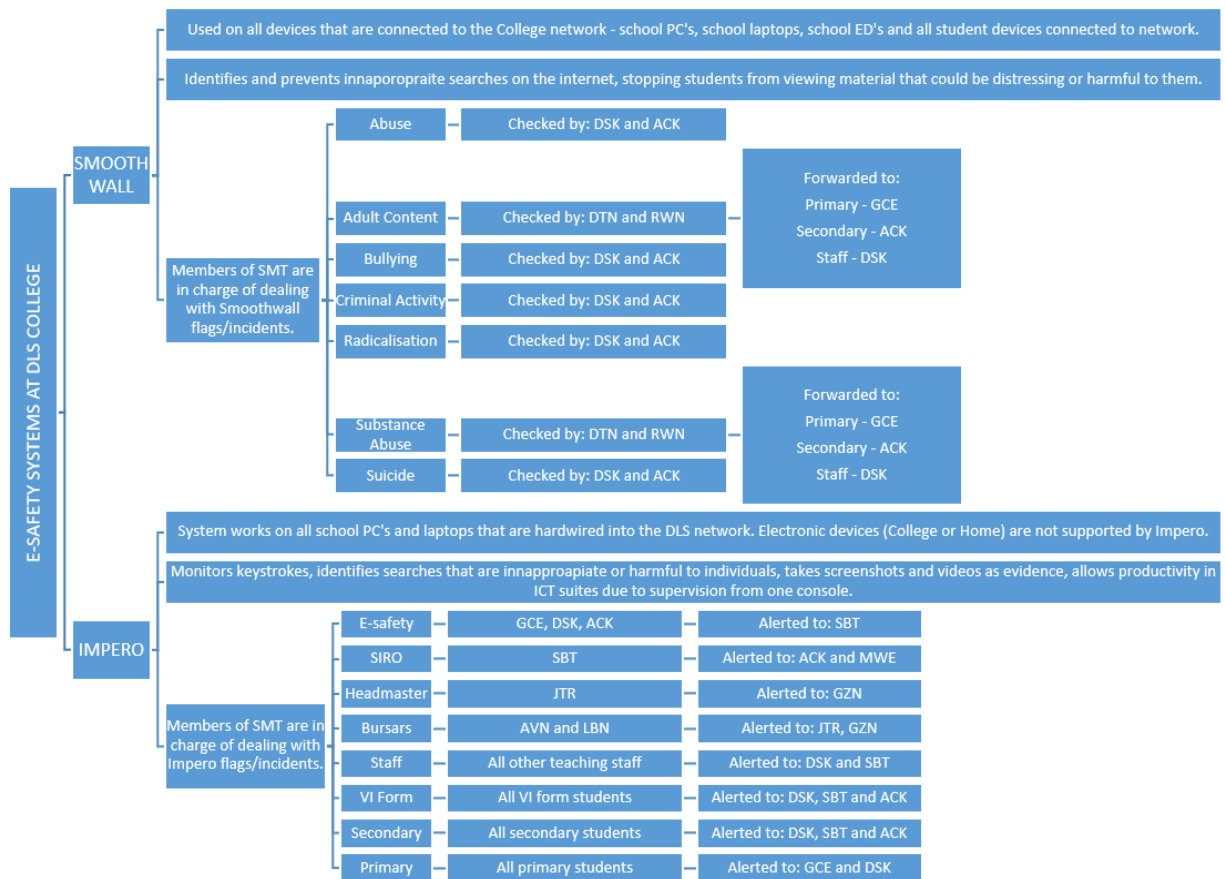 E-SAFETY SYSTEMS AT DLS COLLEGE
SMOOTH
WALL
Used on all devices that are connected to the College network - school PC's, school laptops, school ED's and all student devices connected to network.
Identifies and prevents innaporopraite searches on the internet, stopping students from viewing material that could be distressing or harmful to them.
Members of SMT are
in charge of dealing
with Smoothwall
flags/incidents.
Abuse
Checked by: DSK and ACK
Adult Content
Checked by: DTN and RWN
Forwarded to:
Primary - GCE
Secondary - ACK
Staff - DSK
Bullying
Checked by: DSK and ACK
Criminal Activity
Checked by: DSK and ACK
Radicalisation
Checked by: DSK and ACK
Substance
Abuse
Checked by: DTN and RWN
Forwarded to:
Primary - GCE
Secondary - ACK
Staff - DSK
Suicide
Checked by: DSK and ACK
IMPERO
System works on all school PC's and laptops that are hardwired into the DLS network. Electronic devices (College or Home) are not supported by Impero.
Monitors keystrokes, identifies searches that are innapproapiate or harmful to individuals, takes screenshots and videos as evidence, allows productivity in
ICT suites due to supervision from one console.
Members of SMT are in
charge of dealing with
Impero flags/incidents.
E-safety
GCE, DSK, ACK
Alerted to: SBT
SIRO
SBT
Alerted to: ACK and MWE
Headmaster
JTR
Alerted to: GZN
Bursars
AVN and LBN
Alerted to: JTR, GZN
Staff
All other teaching staff
Alerted to: DSK and SBT
VI Form
All VI form students
Alerted to: DSK, SBT and ACK
Secondary
All secondary students
Alerted to: DSK, SBT and ACK
Primary
All primary students
Alerted to: GCE and DSK